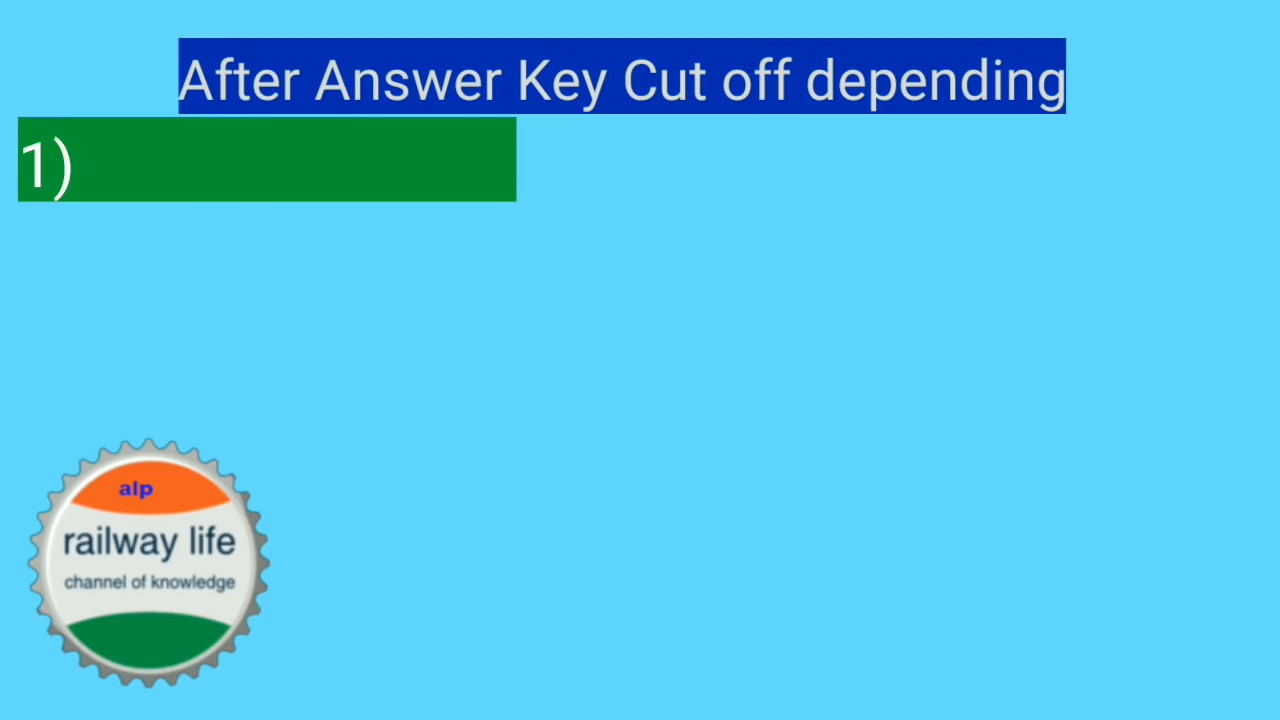 After Answer Key Cut off depending
1)
alp
railway life
channel of knowledge